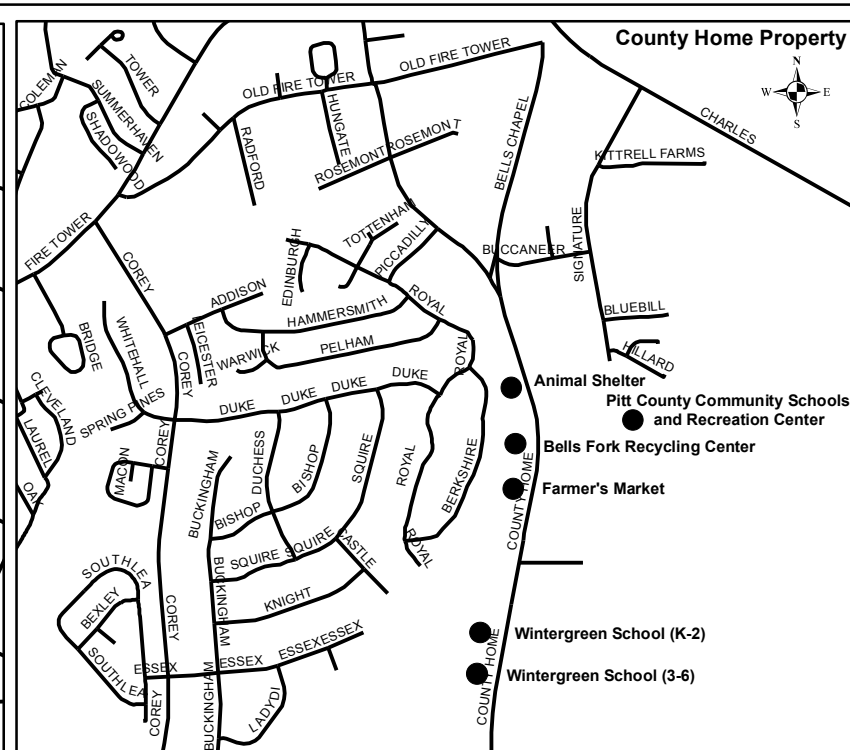 County Home Property
N
W E
S
COLEMAN
TOWER
SUMMERHAVEN
SHADOWOOD
OLD FIRE TOWER
OLD FIRE TOWER
HUNGATE
RADFORD
ROSEMONT
ROSEMONT
BELLS CHAPEL
CHARLES
KITTRELL FARMS
FIRE TOWER
COREY
EDINBURGH
TOTTENHAM
PICCADILLY
BUCCANEER
SIGNATURE
ADDISON
LEICESTER
HAMMERSMITH
ROYAL
BLUEBILL
BRIDGE
WHITEHALL
COREY
WARWICK
PELHAM
ROYAL
HILLARD
CLEVELAND
SPRING PINES
DUKE
DUKE
DUKE
DUKE
Animal Shelter
Pitt County Community Schools
and Recreation Center
LAUREL
COREY
Bells Fork Recycling Center
OAK
MACON
BUCKINGHAM
DUCHESS
BISHOP
SQUIRE
ROYAL
BERKSHIRE
COUNTY HOME
Farmer's Market
BISHOP
SQUIRE
SQUIRE
CASTLE
ROYAL
SOUTHLEA
BEXLEY
COREY
BUCKINGHAM
KNIGHT
Wintergreen School (K-2)
SOUTHLEA
ESSEX
ESSEX
ESSEX
ESSEX
COUNTY HOME
Wintergreen School (3-6)
COREY
BUCKINGHAM
LADYDI